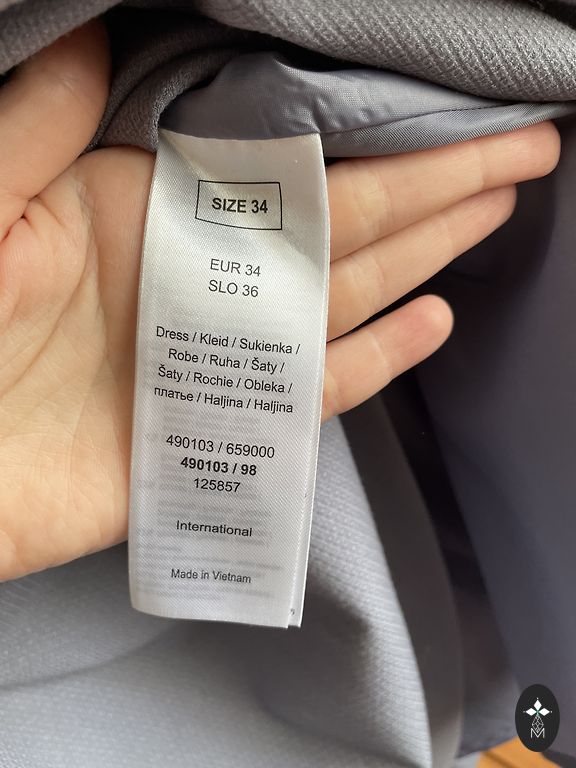 SIZE 34
EUR 34
SLO 36
Dress / Kleid / Sukienka /
Robe / Ruha / Šaty /
Šaty / Rochie / Obleka /
платье / Haljina / Haljina
490103 / 659000
490103 / 98
125857
International
Made in Vietnam
M